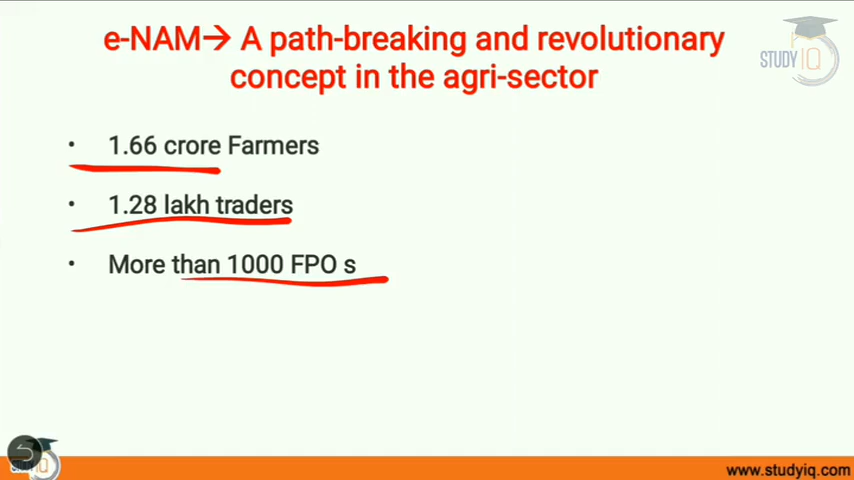 e-NAM→ A path-breaking and revolutionary
concept in the agri-sector
STUDY IQ
• 1.66 crore Farmers
• 1.28 lakh traders
• More than 1000 FPO s
www.studyiq.com